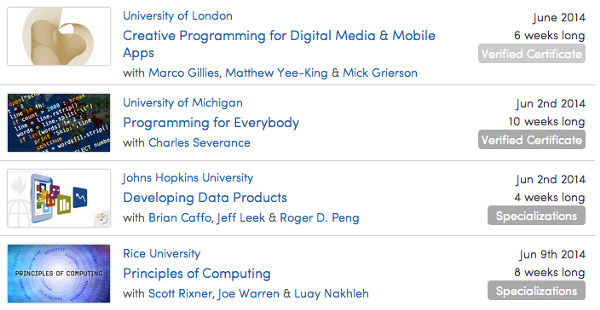 University of London
June 2014
Creative Programming for Digital Media & Mobile
Apps
6 weeks long
Verified Certificate
with Marco Gillies, Matthew Yee-King & Mick Grierson
line
continue
University of Michigan
Jun 2nd 2014
Programming for Everybody
10 weeks long
Verified Certificate
with Charles Severance
Johns Hopkins University
Jun 2nd 2014
Developing Data Products
4 weeks long
Specializations
with Brian Caffo, Jeff Leek & Roger D. Peng
PRINCIPLES OF COMPUTING
Rice University
Jun 9th 2014
Principles of Computing
8 weeks long
Specializations
with Scott Rixner, Joe Warren & Luay Nakhleh